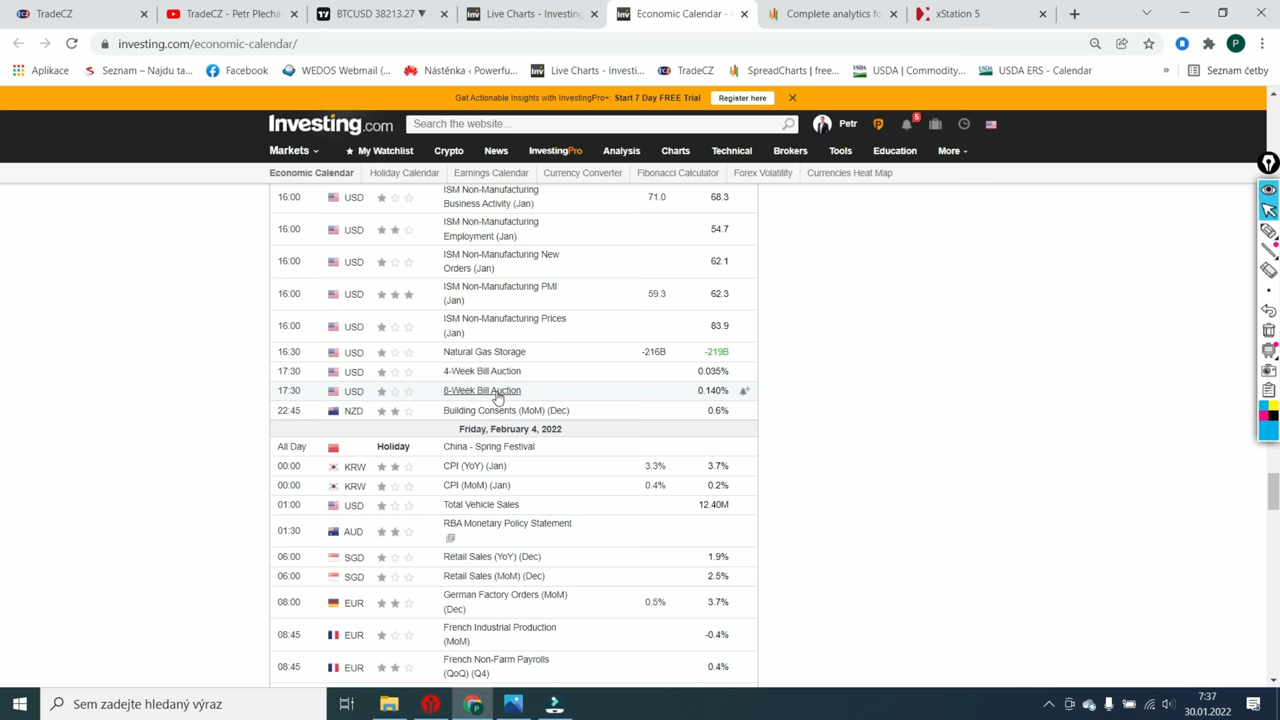 TradeCZ
TradeCZ - Petr Plechá
BTCUSD 38213.27 ▼
Live Charts - Investing
Economic Calendar -
Complete analytics fo
xStation 5
investing.com/economic-calendar/
P
Aplikace
Seznam – Najdu ta...
Facebook
WEDOS Webmail (...
Nástěnka ‹ Powerfu...
Live Charts - Investi...
TradeCZ
SpreadCharts | free...
USDA | Commodity...
USDA ERS - Calendar
»
Seznam četby
Get Actionable Insights with InvestingPro+: Start 7 Day FREE Trial
Register here
Investing.com
Search the website...
Petr
5
Markets
My Watchlist
Crypto
News
InvestingPro
Analysis
Charts
Technical
Brokers
Tools
Education
More
Economic Calendar
Holiday Calendar
Earnings Calendar
Currency Converter
Fibonacci Calculator
Forex Volatility
Currencies Heat Map
16:00 USD ISM Non-Manufacturing 71.0 68.3
Business Activity (Jan)
16:00 USD ISM Non-Manufacturing 54.7
Employment (Jan)
16:00 USD ISM Non-Manufacturing New 62.1
Orders (Jan)
16:00 USD ISM Non-Manufacturing PMI 59.3 62.3
(Jan)
16:00 USD ISM Non-Manufacturing Prices 83.9
(Jan)
16:30 USD Natural Gas Storage -216B -219B
17:30 USD 4-Week Bill Auction 0.035%
17:30 USD 8-Week Bill Auction 0.140%
22:45 NZD Building Consents (MoM) (Dec) 0.6%
Friday, February 4, 2022
All Day Holiday China - Spring Festival
00:00 KRW CPI (YoY) (Jan) 3.3% 3.7%
00:00 KRW CPI (MoM) (Jan) 0.4% 0.2%
01:00 USD Total Vehicle Sales 12.40M
01:30 AUD RBA Monetary Policy Statement
06:00 SGD Retail Sales (YoY) (Dec) 1.9%
06:00 SGD Retail Sales (MoM) (Dec) 2.5%
08:00 EUR German Factory Orders (MoM) 0.5% 3.7%
(Dec)
08:45 EUR French Industrial Production -0.4%
(MoM)
08:45 EUR French Non-Farm Payrolls 0.4%
(QoQ) (Q4)
Sem zadejte hledaný výraz
7:37
30.01.2022